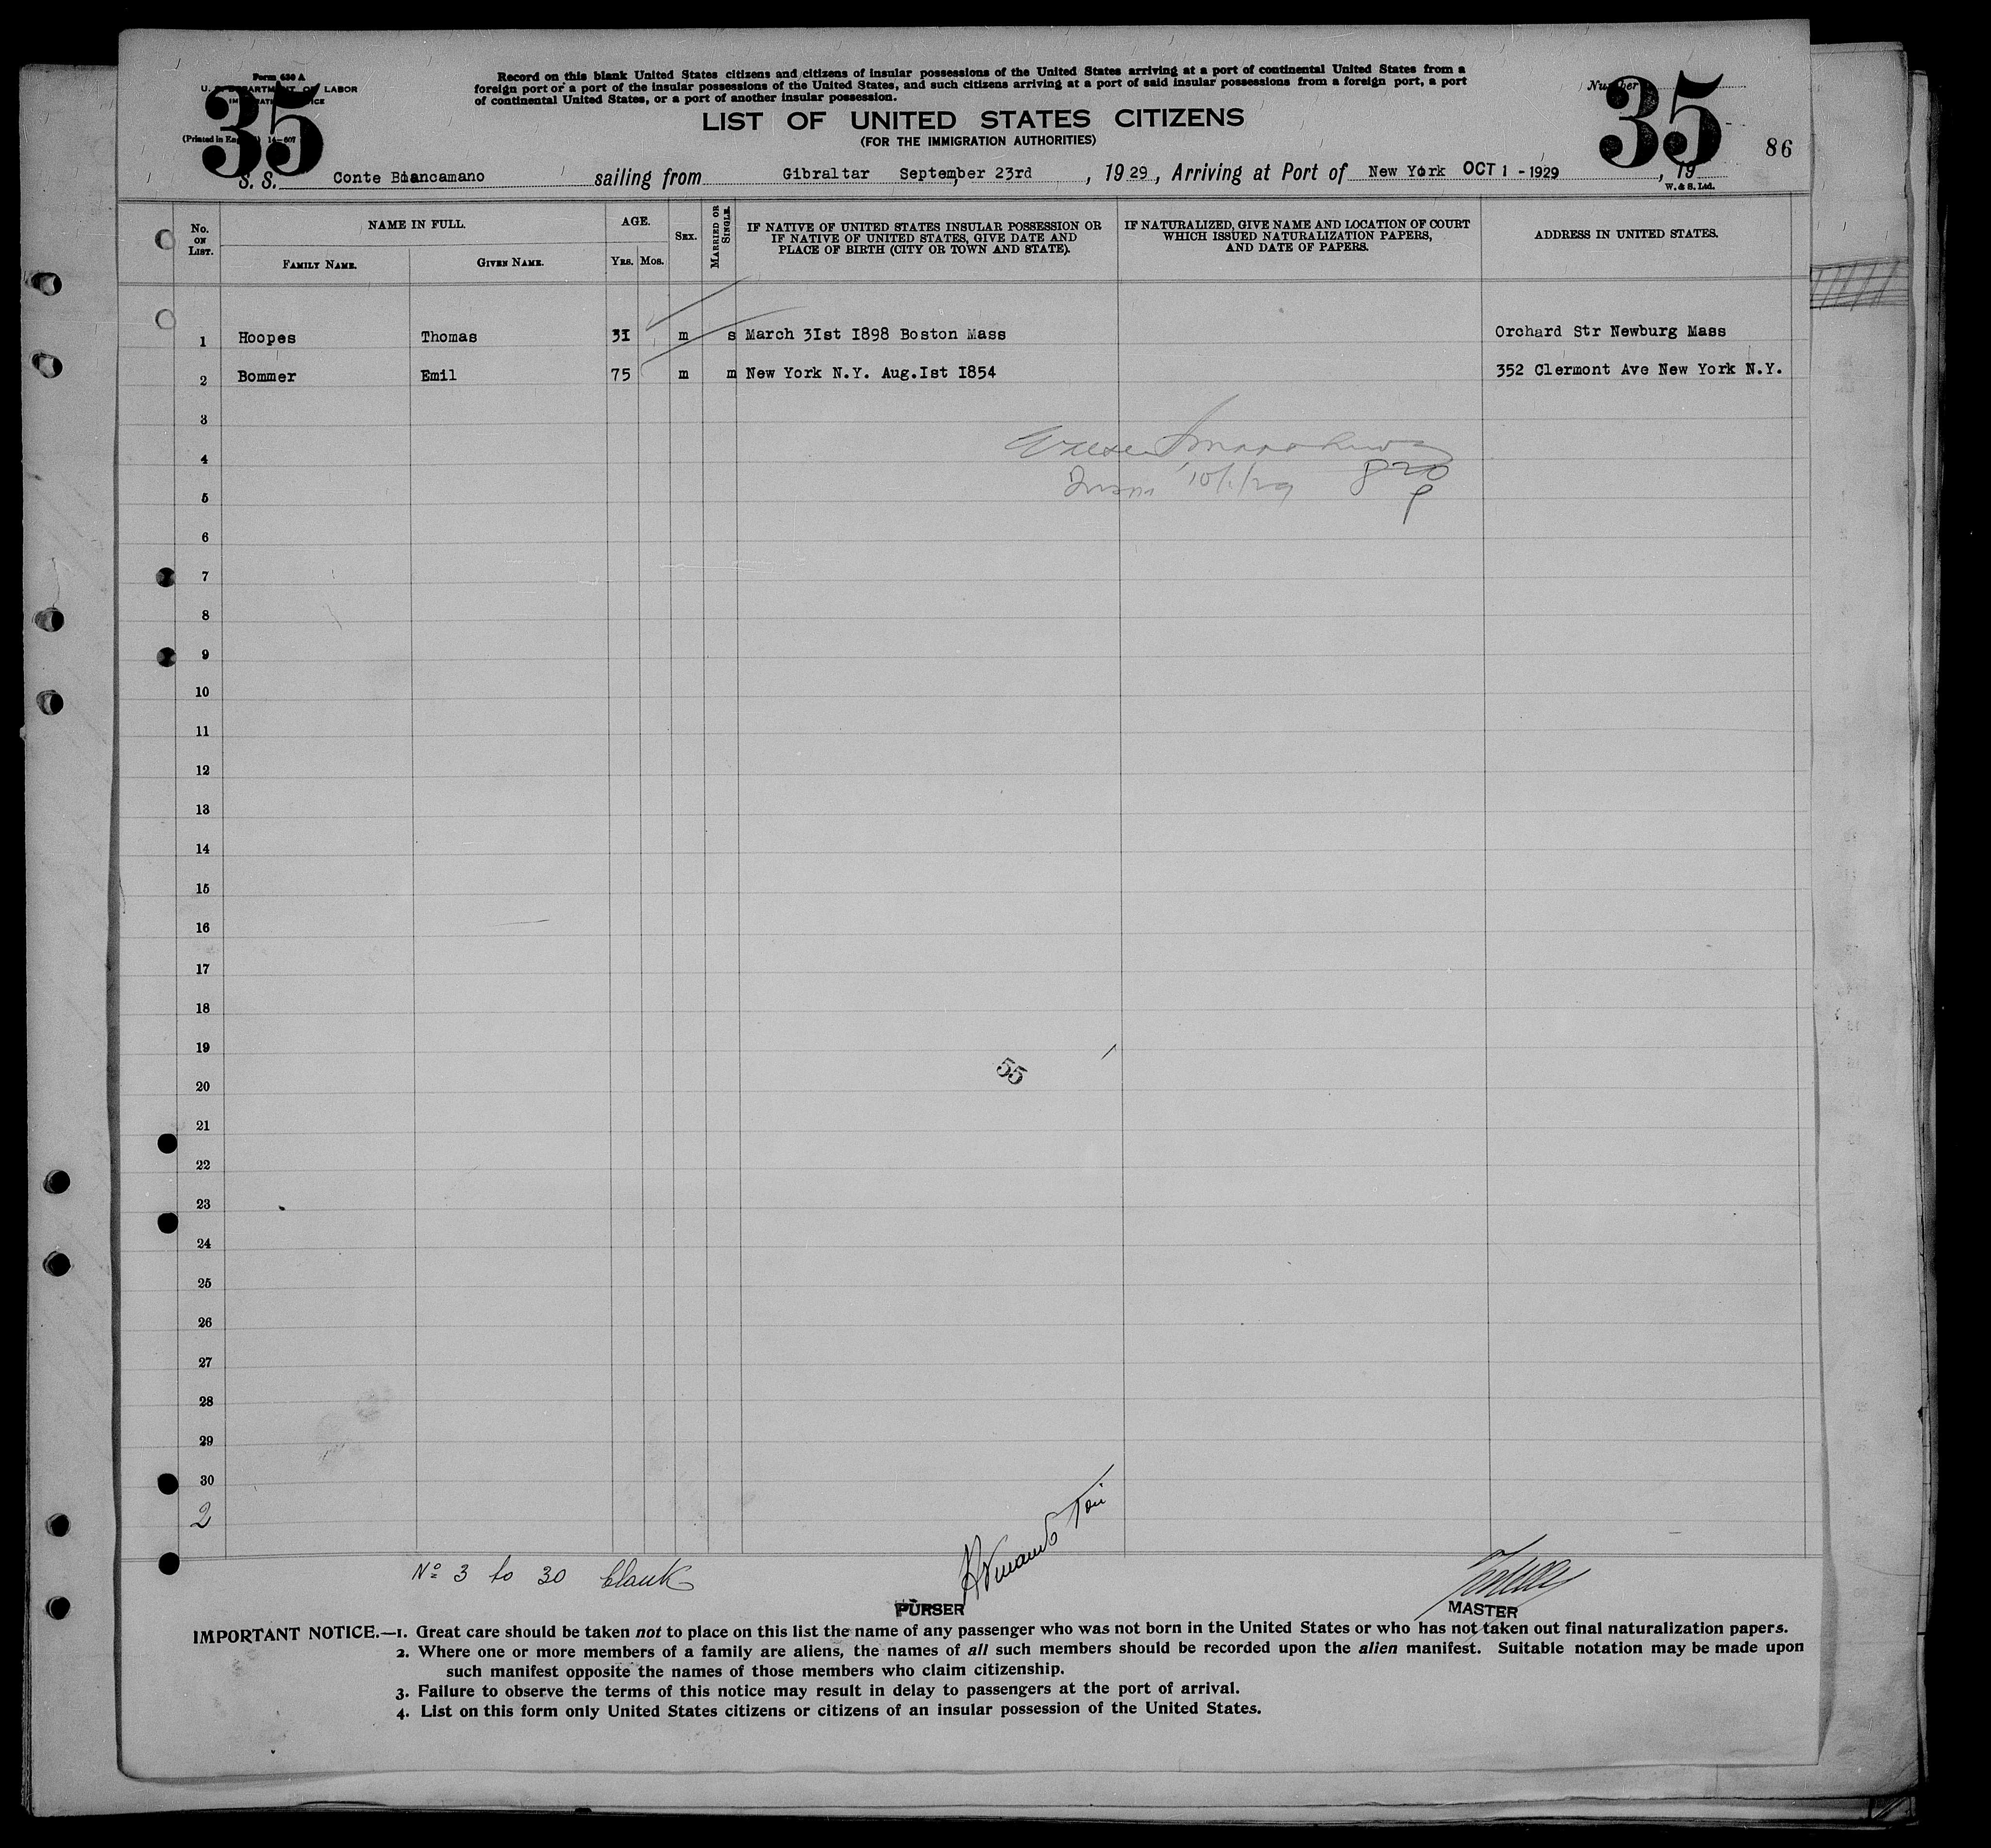 Form 630 A
U. S. DEPARTMENT OF LABOR
IMMIGRATION SERVICE
(Printed in England) 14—607
35
Record on this blank United States citizens and citizens of insular possessions of the United States arriving at a port of continental United States from a
foreign port or a port of the insular possessions of the United States, and such citizens arriving at a port of said insular possessions from a foreign port, a port
of continental United States, or a port of another insular possession.
LIST OF UNITED STATES CITIZENS
(FOR THE IMMIGRATION AUTHORITIES)
Number
35
86
S. S. Conte Biancamano sailing from Gibraltar September 23rd, 1929, Arriving at Port of New York OCT 1 - 1929, 19
W. & S. Ltd.
No. ON LIST.
NAME IN FULL.
FAMILY NAME.
GIVEN NAME.
AGE.
YRS. MOS.
SEX.
MARRIED OR SINGLE.
IF NATIVE OF UNITED STATES INSULAR POSSESSION OR
IF NATIVE OF UNITED STATES, GIVE DATE AND
PLACE OF BIRTH (CITY OR TOWN AND STATE).
IF NATURALIZED, GIVE NAME AND LOCATION OF COURT
WHICH ISSUED NATURALIZATION PAPERS,
AND DATE OF PAPERS.
ADDRESS IN UNITED STATES.
1 Hoopes Thomas 3I m s March 3Ist I898 Boston Mass Orchard Str Newburg Mass
2 Bommer Emil 75 m m New York N.Y. Aug.Ist I854 352 Clermont Ave New York N.Y.
3
4
820
5
10/1/29
6
7
8
9
10
11
12
13
14
15
16
17
18
19
55
20
21
22
23
24
25
26
27
28
29
30
2
Nº 3 to 30 blank
PURSER
MASTER
IMPORTANT NOTICE.—1. Great care should be taken not to place on this list the name of any passenger who was not born in the United States or who has not taken out final naturalization papers.
2. Where one or more members of a family are aliens, the names of all such members should be recorded upon the alien manifest. Suitable notation may be made upon
such manifest opposite the names of those members who claim citizenship.
3. Failure to observe the terms of this notice may result in delay to passengers at the port of arrival.
4. List on this form only United States citizens or citizens of an insular possession of the United States.